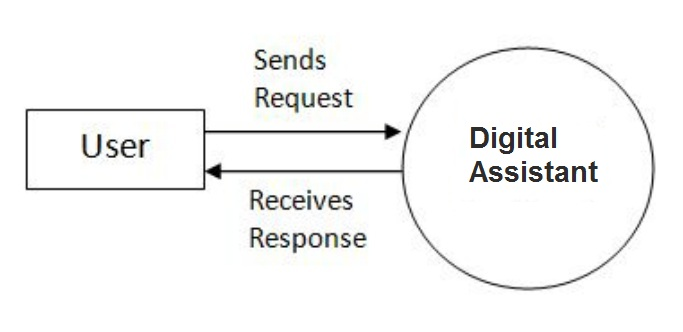 Sends
Request
User
Digital
Assistant
Receives
Response